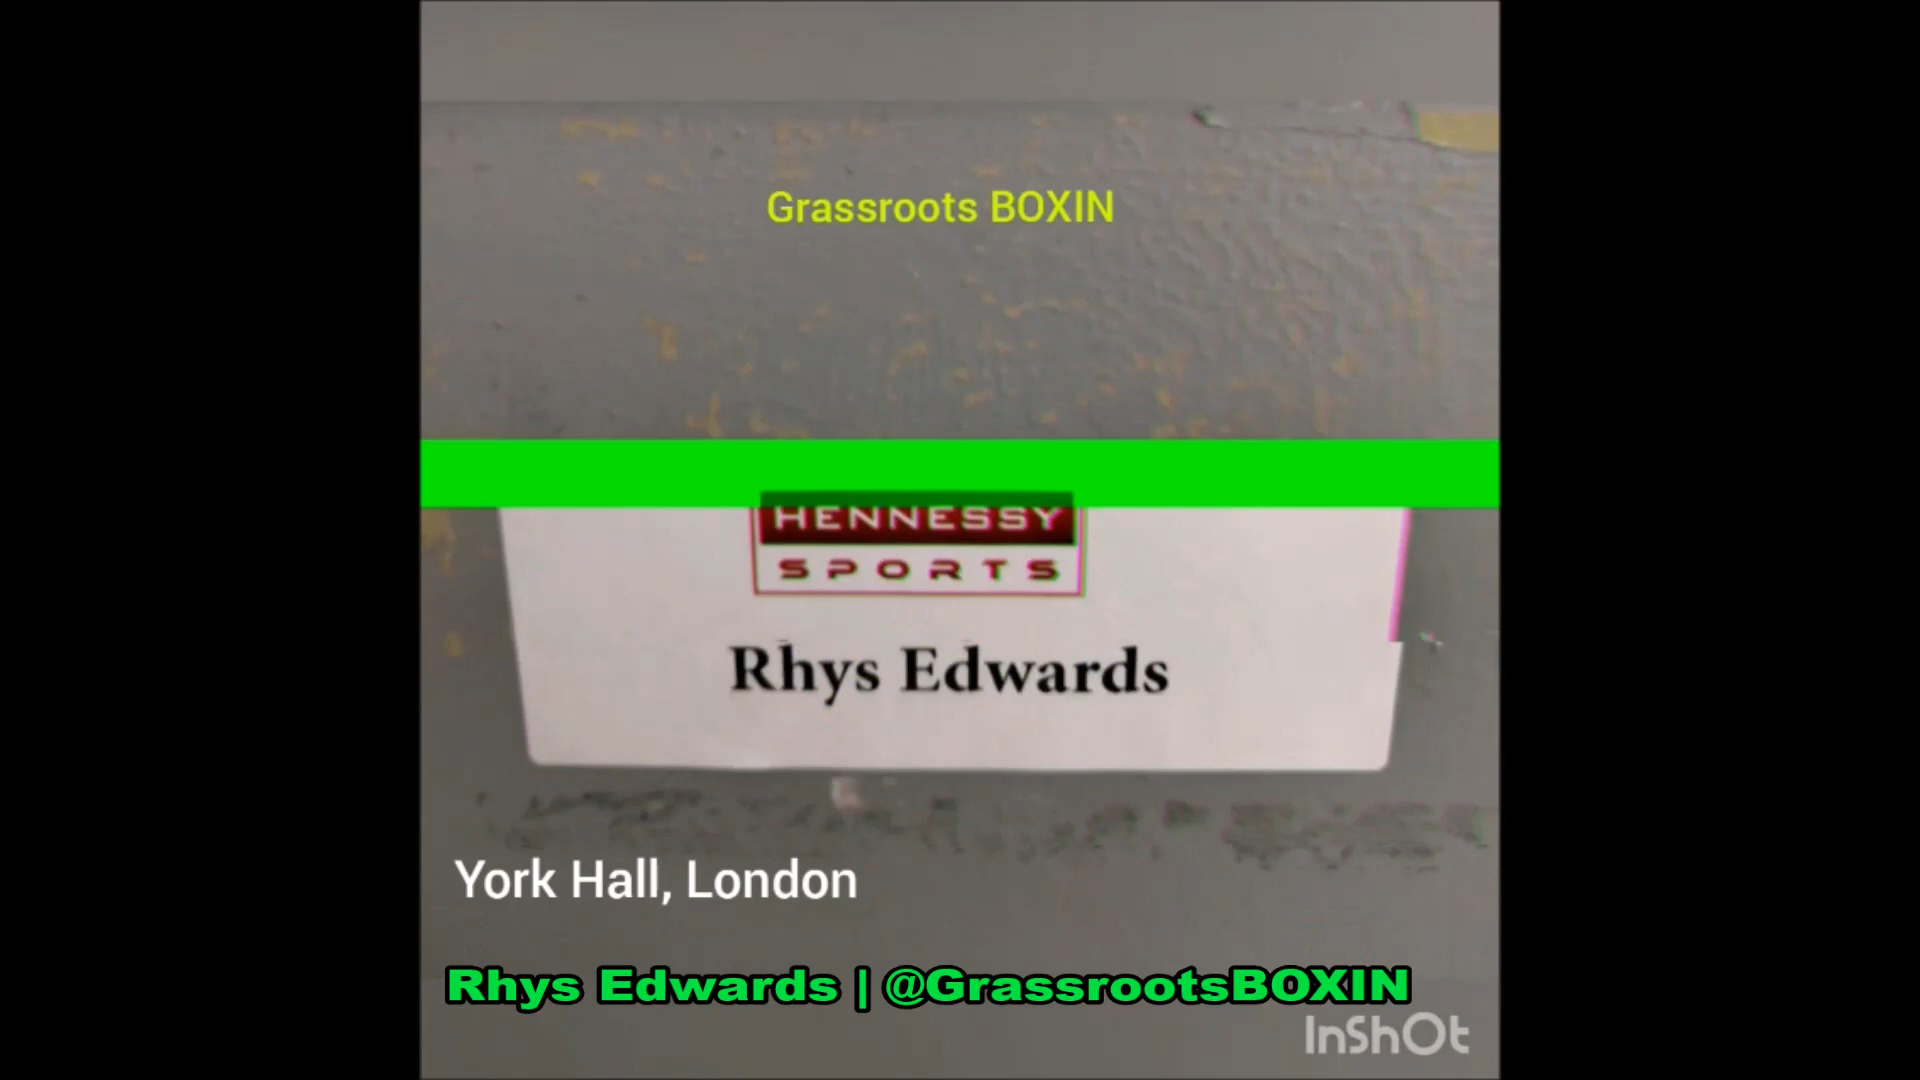 Grassroots BOXIN
HENNESSY
SPORTS
Rhys Edwards
York Hall, London
Rhys Edwards | @GrassrootsBOXIN
InShOt